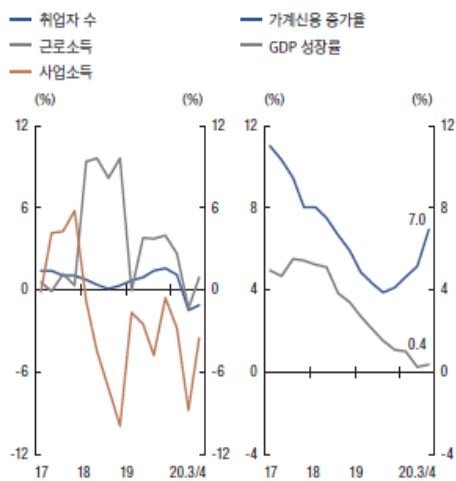 취업자 수
근로소득
사업소득
가계신용 증가율
GDP 성장률
(%) (%) (%) (%)
12 12 12 12
6 6 8 8
7.0
0 0 4 4
0.4
-6 -6 0 0
-12 -12 -4 -4
17 18 19 20.3/4 17 18 19 20.3/4